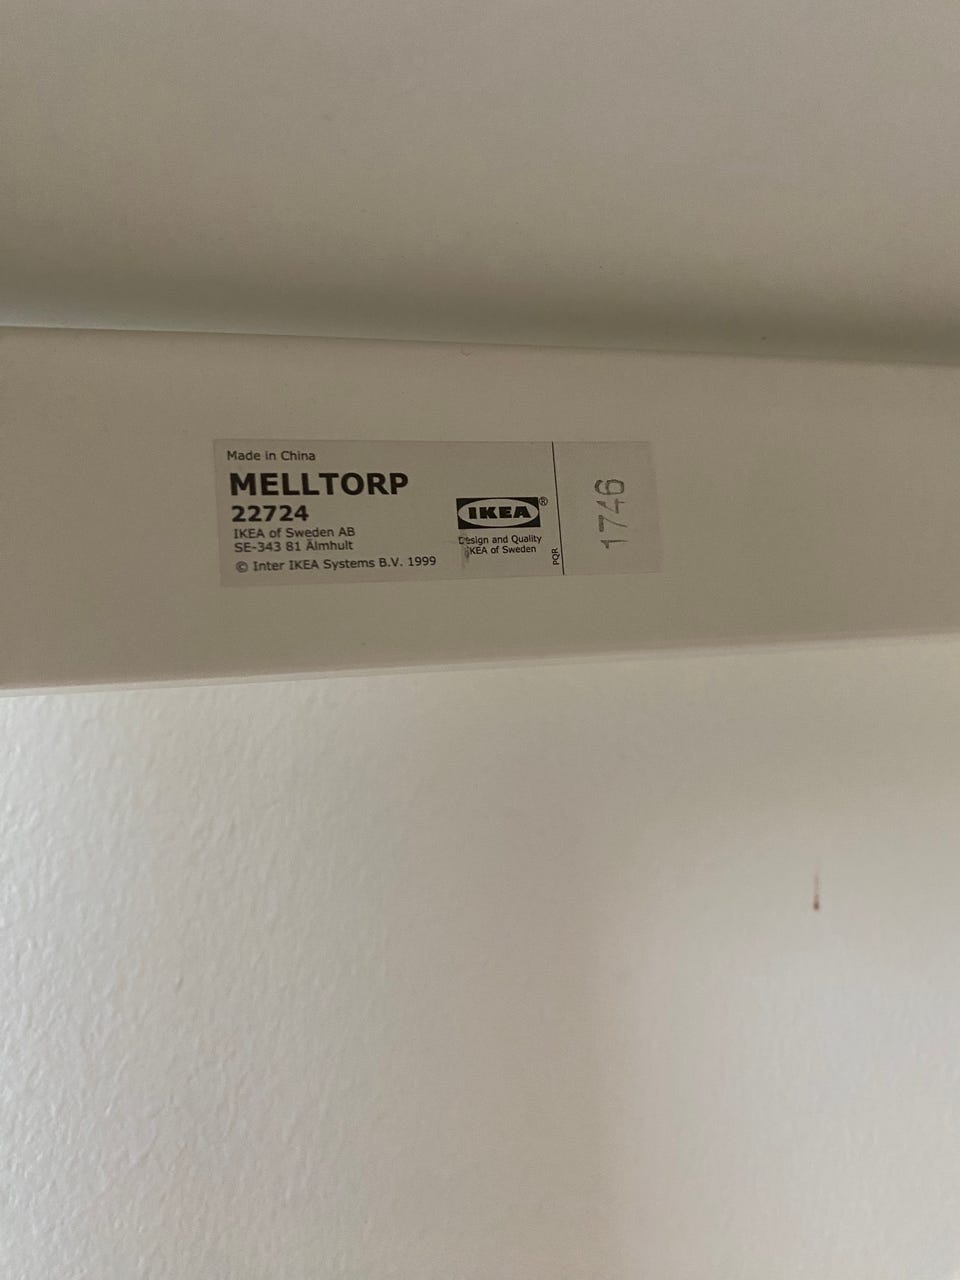 Made in China
MELLTORP
22724
IKEA of Sweden AB
SE-343 81 Älmhult
© Inter IKEA Systems B.V. 1999
IKEA®
Design and Quality
IKEA of Sweden
PQR
1746